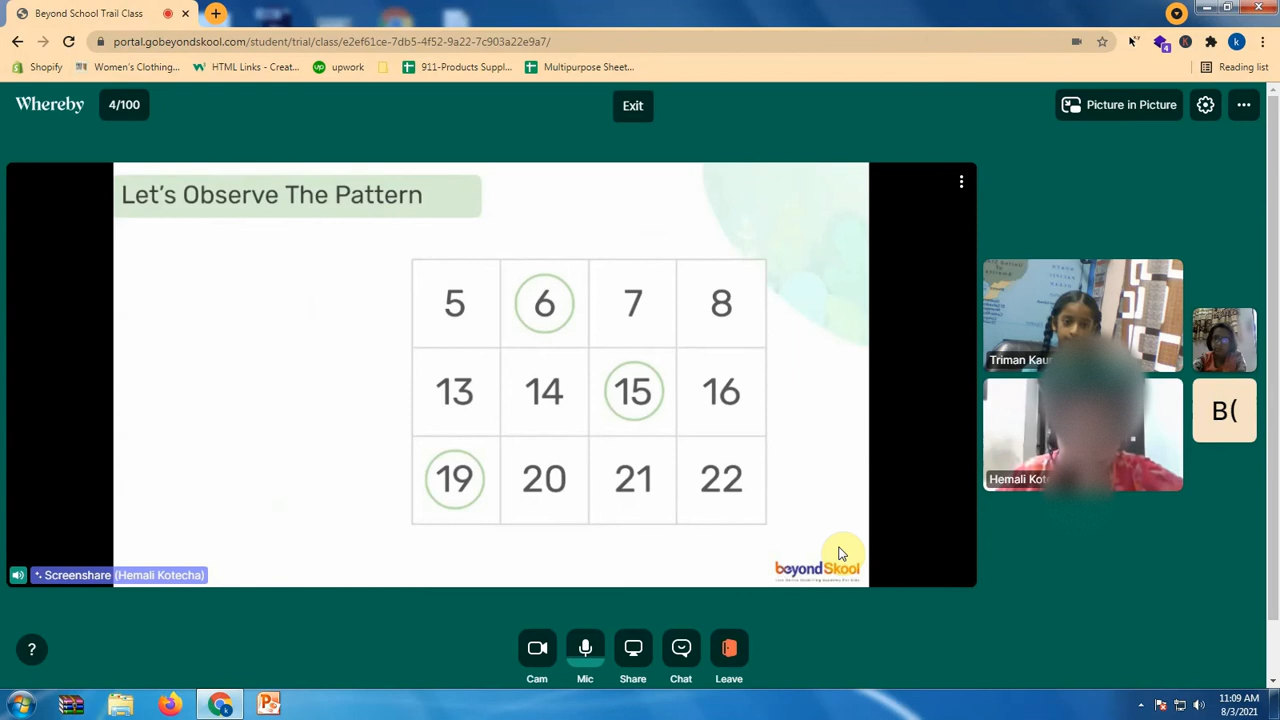 Beyond School Trail Class
portal.gobeyondskool.com/student/trial/class/e2ef61ce-7db5-4f52-9a22-7c903a22e9a7/
4
k
Shopify Women's Clothing... HTML Links - Creat... upwork 911-Products Suppl... Multipurpose Sheet... Reading list
Whereby 4/100 Exit Picture in Picture
Let's Observe The Pattern
5 6 7 8
13 14 15 16
19 20 21 22
Triman Kau
B(
Hemali Kot
beyondSkool
Screenshare (Hemali Kotecha)
?
Cam Mic Share Chat Leave
11:09 AM
8/3/2021